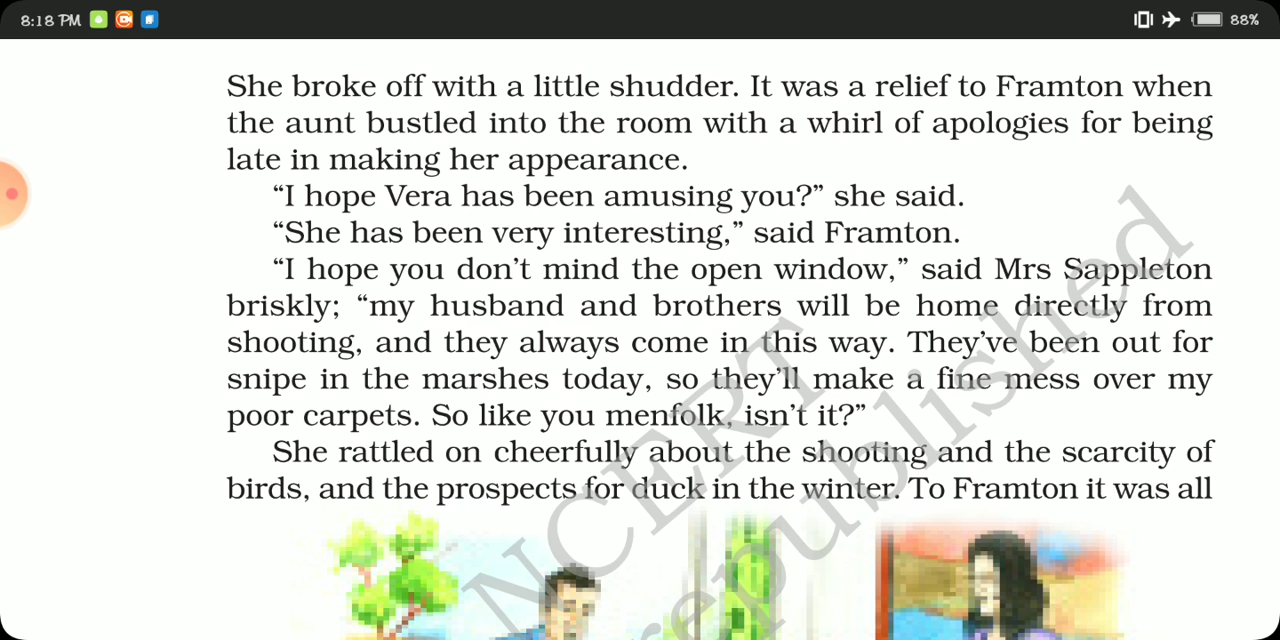 8:18 PM 88%
She broke off with a little shudder. It was a relief to Framton when
the aunt bustled into the room with a whirl of apologies for being
late in making her appearance.
“I hope Vera has been amusing you?” she said.
“She has been very interesting,” said Framton.
“I hope you don’t mind the open window,” said Mrs Sappleton
briskly; “my husband and brothers will be home directly from
shooting, and they always come in this way. They’ve been out for
snipe in the marshes today, so they’ll make a fine mess over my
poor carpets. So like you menfolk, isn’t it?”
She rattled on cheerfully about the shooting and the scarcity of
birds, and the prospects for duck in the winter. To Framton it was all
NCERT
republished